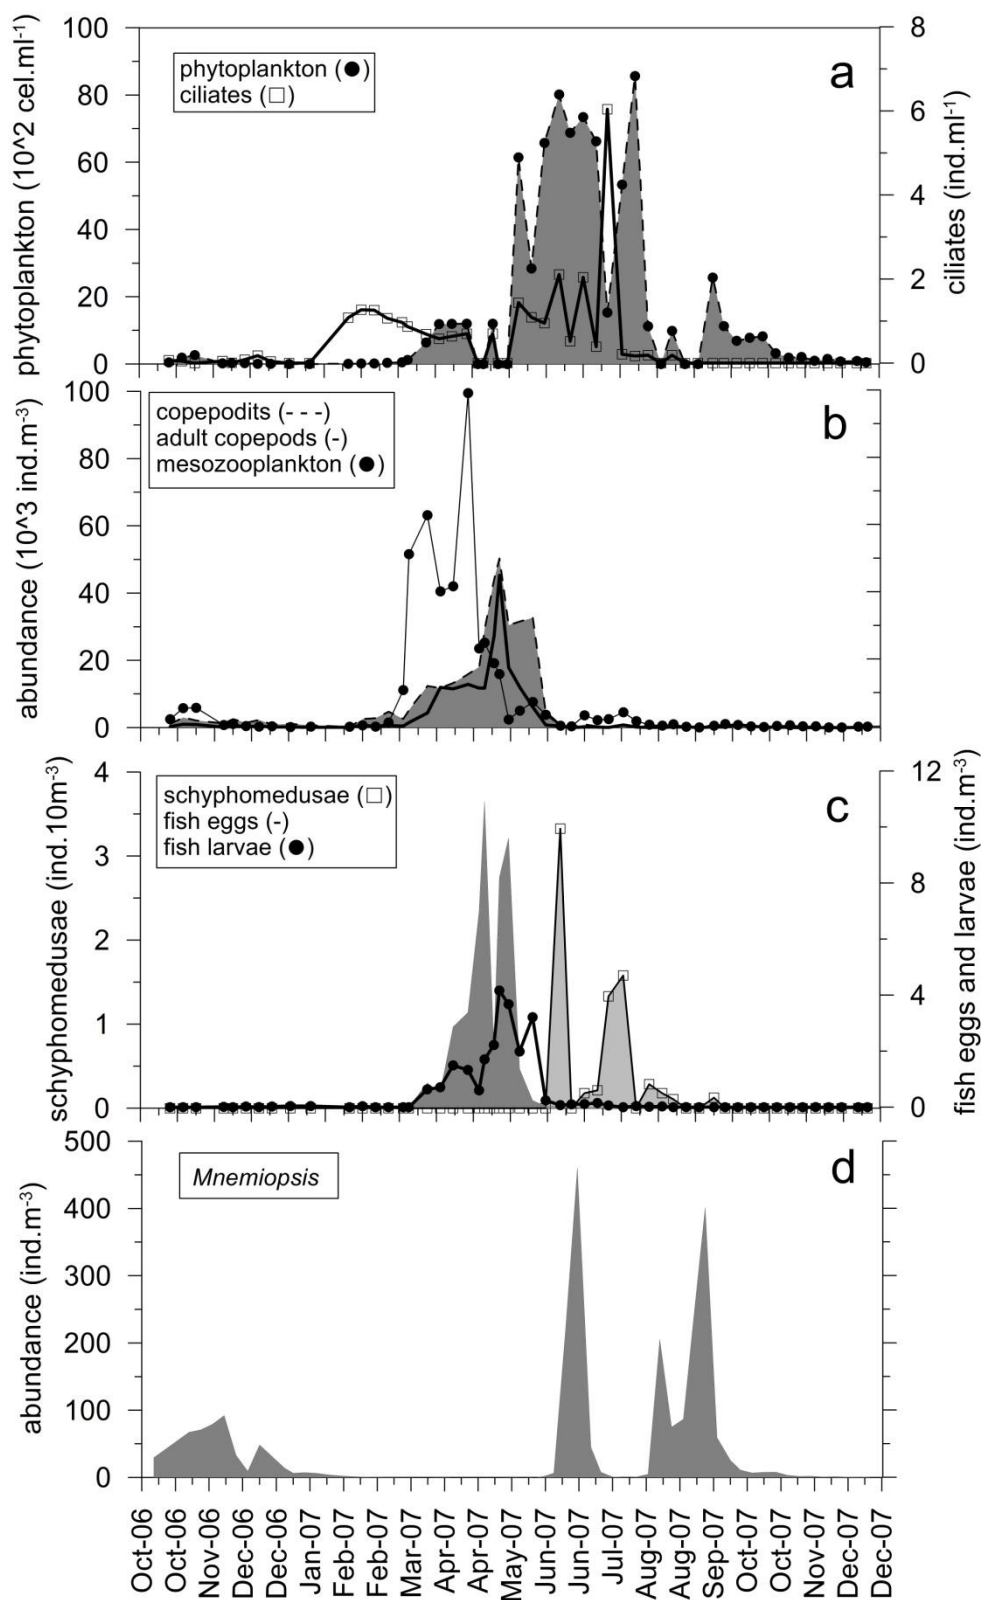 phytoplankton (10^2 cel.ml-1)
100
80
60
40
20
0
phytoplankton (●)
ciliates (□)
a
8
6
4
2
0
ciliates (ind.ml-1)
abundance (10^3 ind.m-3)
100
80
60
40
20
0
copepodits (- - -)
adult copepods (-)
mesozooplankton (●)
b
schyphomedusae (ind.10m-3)
4
3
2
1
0
schyphomedusae (□)
fish eggs (-)
fish larvae (●)
c
12
8
4
0
fish eggs and larvae (ind.m-3)
abundance (ind.m-3)
500
400
300
200
100
0
Mnemiopsis
d
Oct-06
Oct-06
Nov-06
Dec-06
Dec-06
Jan-07
Feb-07
Feb-07
Mar-07
Apr-07
Apr-07
May-07
Jun-07
Jun-07
Jul-07
Aug-07
Aug-07
Sep-07
Oct-07
Oct-07
Nov-07
Dec-07
Dec-07